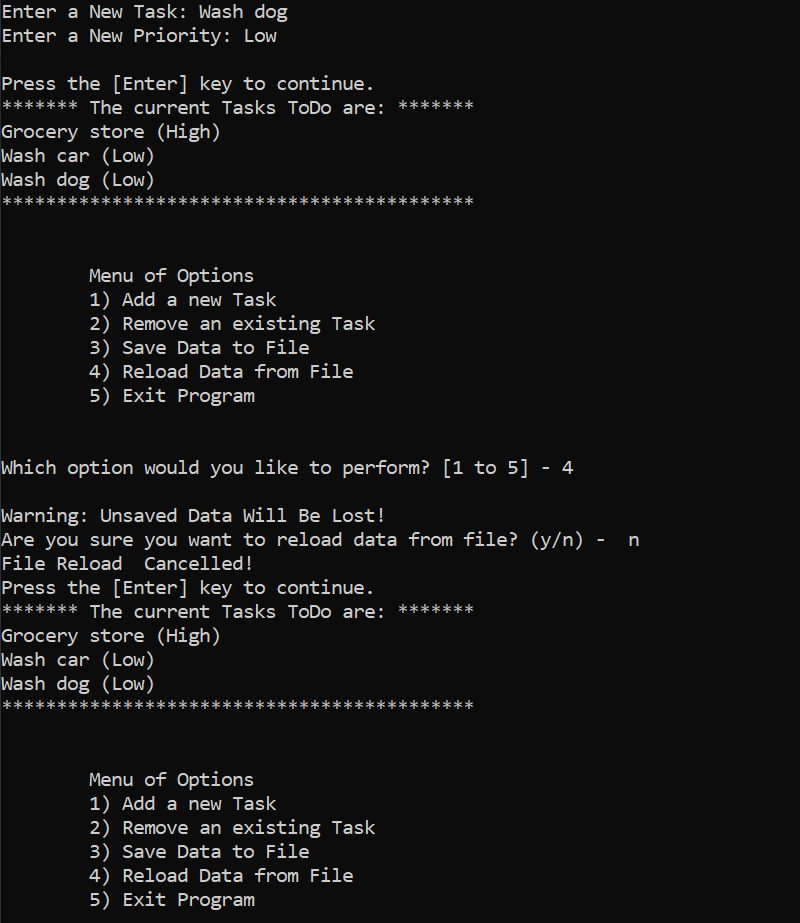 Enter a New Task: Wash dog
Enter a New Priority: Low
Press the [Enter] key to continue.
******* The current Tasks ToDo are: *******
Grocery store (High)
Wash car (Low)
Wash dog (Low)
*******************************************
Menu of Options
1) Add a new Task
2) Remove an existing Task
3) Save Data to File
4) Reload Data from File
5) Exit Program
Which option would you like to perform? [1 to 5] - 4
Warning: Unsaved Data Will Be Lost!
Are you sure you want to reload data from file? (y/n) -  n
File Reload  Cancelled!
Press the [Enter] key to continue.
******* The current Tasks ToDo are: *******
Grocery store (High)
Wash car (Low)
Wash dog (Low)
*******************************************
Menu of Options
1) Add a new Task
2) Remove an existing Task
3) Save Data to File
4) Reload Data from File
5) Exit Program